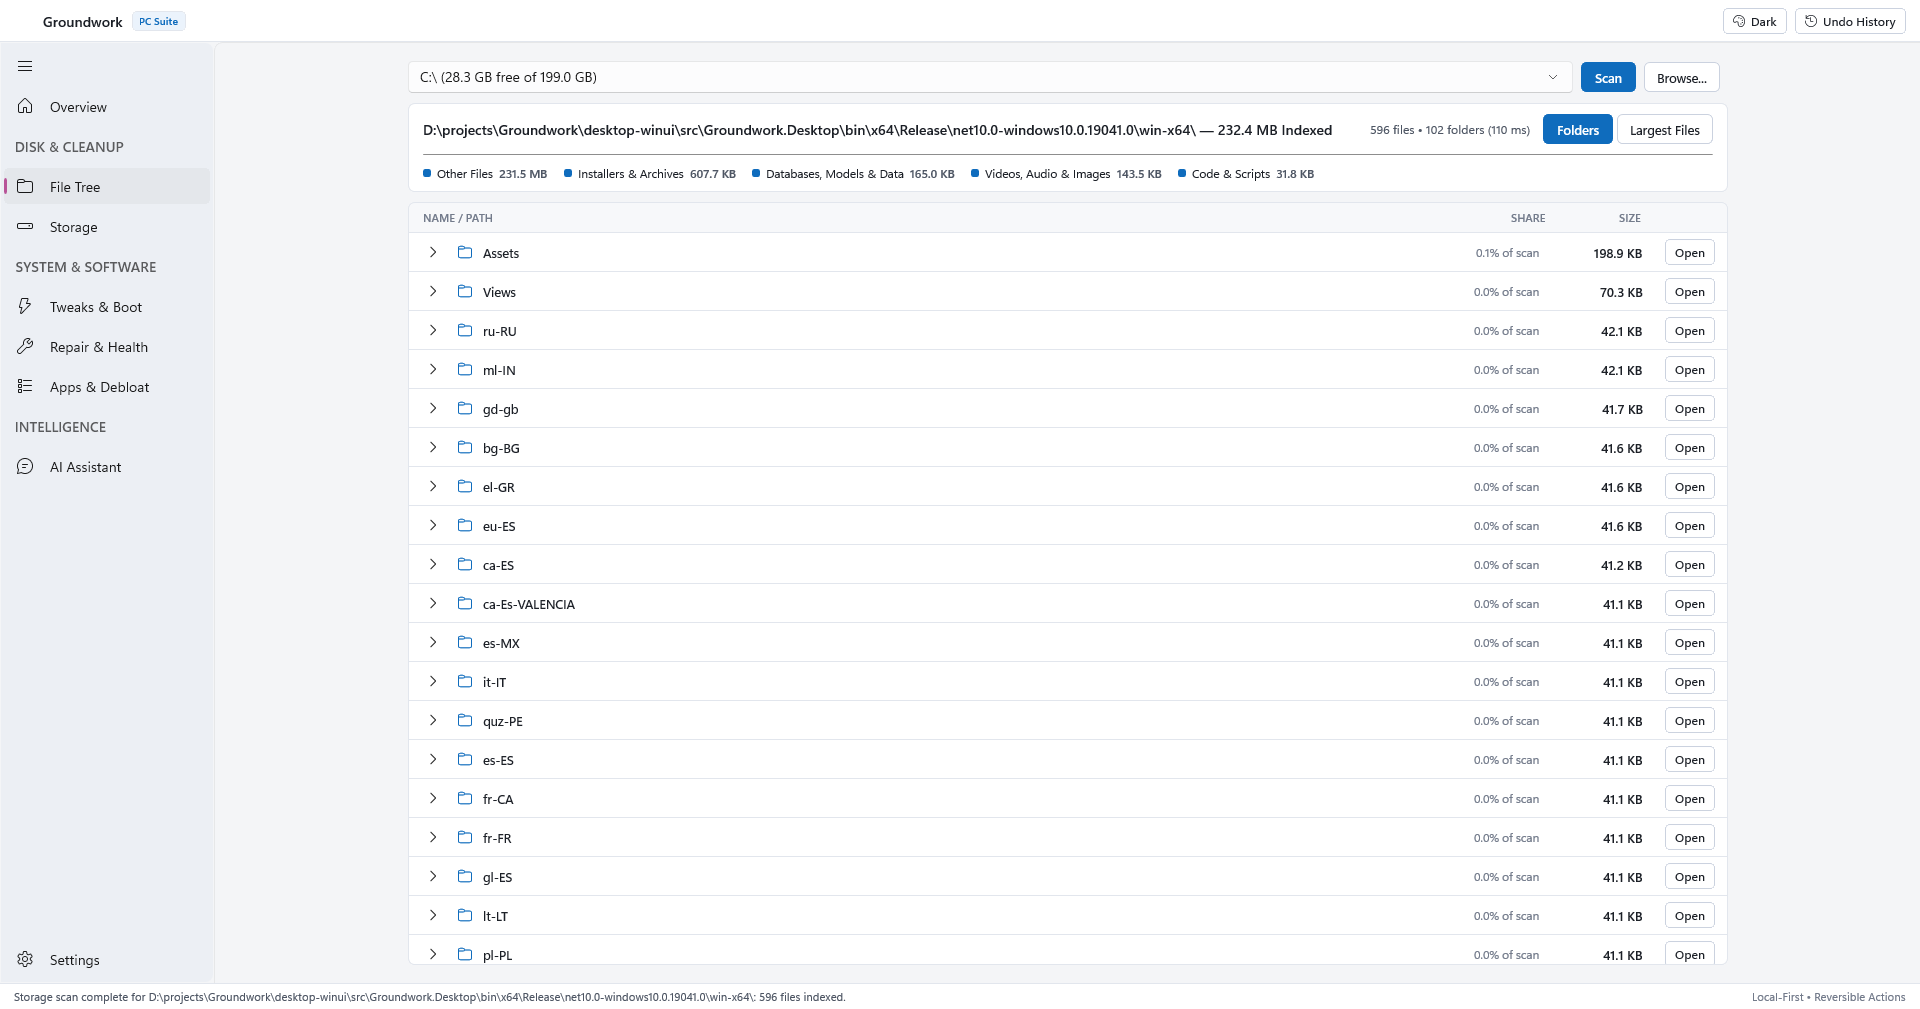 Groundwork PC Suite
Dark
Undo History
Overview
DISK & CLEANUP
File Tree
Storage
SYSTEM & SOFTWARE
Tweaks & Boot
Repair & Health
Apps & Debloat
INTELLIGENCE
AI Assistant
Settings
C:\ (28.3 GB free of 199.0 GB)
Scan
Browse...
D:\projects\Groundwork\desktop-winui\src\Groundwork.Desktop\bin\x64\Release\net10.0-windows10.0.19041.0\win-x64\ — 232.4 MB Indexed
596 files • 102 folders (110 ms)
Folders
Largest Files
Other Files 231.5 MB
Installers & Archives 607.7 KB
Databases, Models & Data 165.0 KB
Videos, Audio & Images 143.5 KB
Code & Scripts 31.8 KB
NAME / PATH SHARE SIZE
Assets 0.1% of scan 198.9 KB Open
Views 0.0% of scan 70.3 KB Open
ru-RU 0.0% of scan 42.1 KB Open
ml-IN 0.0% of scan 42.1 KB Open
gd-gb 0.0% of scan 41.7 KB Open
bg-BG 0.0% of scan 41.6 KB Open
el-GR 0.0% of scan 41.6 KB Open
eu-ES 0.0% of scan 41.6 KB Open
ca-ES 0.0% of scan 41.2 KB Open
ca-Es-VALENCIA 0.0% of scan 41.1 KB Open
es-MX 0.0% of scan 41.1 KB Open
it-IT 0.0% of scan 41.1 KB Open
quz-PE 0.0% of scan 41.1 KB Open
es-ES 0.0% of scan 41.1 KB Open
fr-CA 0.0% of scan 41.1 KB Open
fr-FR 0.0% of scan 41.1 KB Open
gl-ES 0.0% of scan 41.1 KB Open
lt-LT 0.0% of scan 41.1 KB Open
pl-PL 0.0% of scan 41.1 KB Open
Storage scan complete for D:\projects\Groundwork\desktop-winui\src\Groundwork.Desktop\bin\x64\Release\net10.0-windows10.0.19041.0\win-x64\: 596 files indexed.
Local-First • Reversible Actions